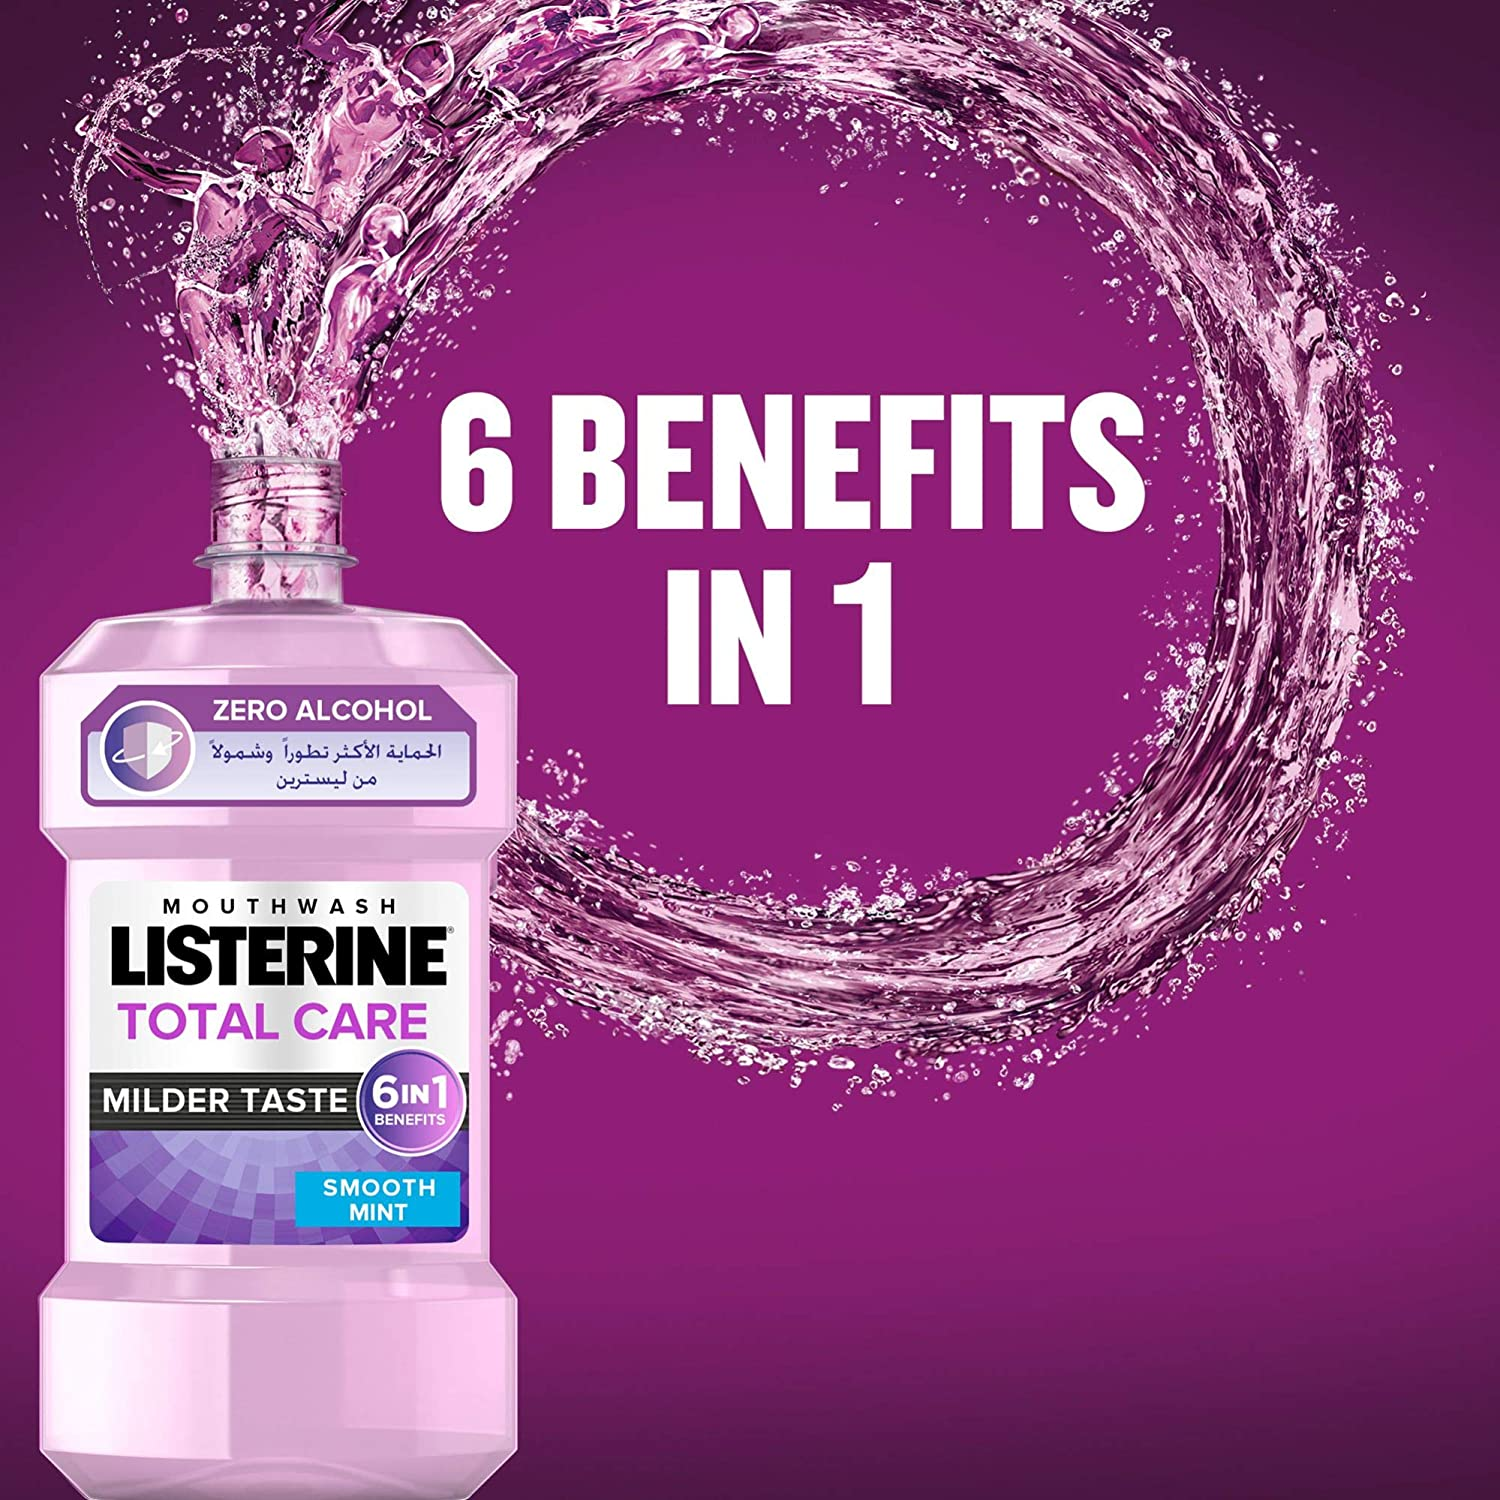 6 BENEFITS
IN 1
ZERO ALCOHOL
الحماية الأكثر تطوراً وشمولاً
من ليسترين
MOUTHWASH
LISTERINE®
TOTAL CARE
MILDER TASTE
6 IN 1
BENEFITS
SMOOTH
MINT